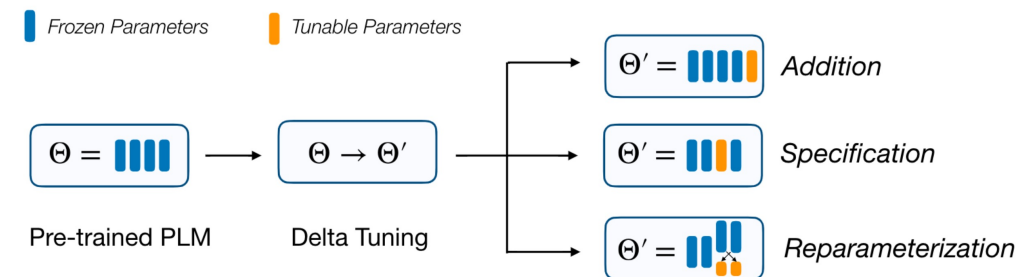 Frozen Parameters
Tunable Parameters
Θ =
Pre-trained PLM
Θ → Θ′
Delta Tuning
Θ′ =
Addition
Θ′ =
Specification
Θ′ =
Reparameterization